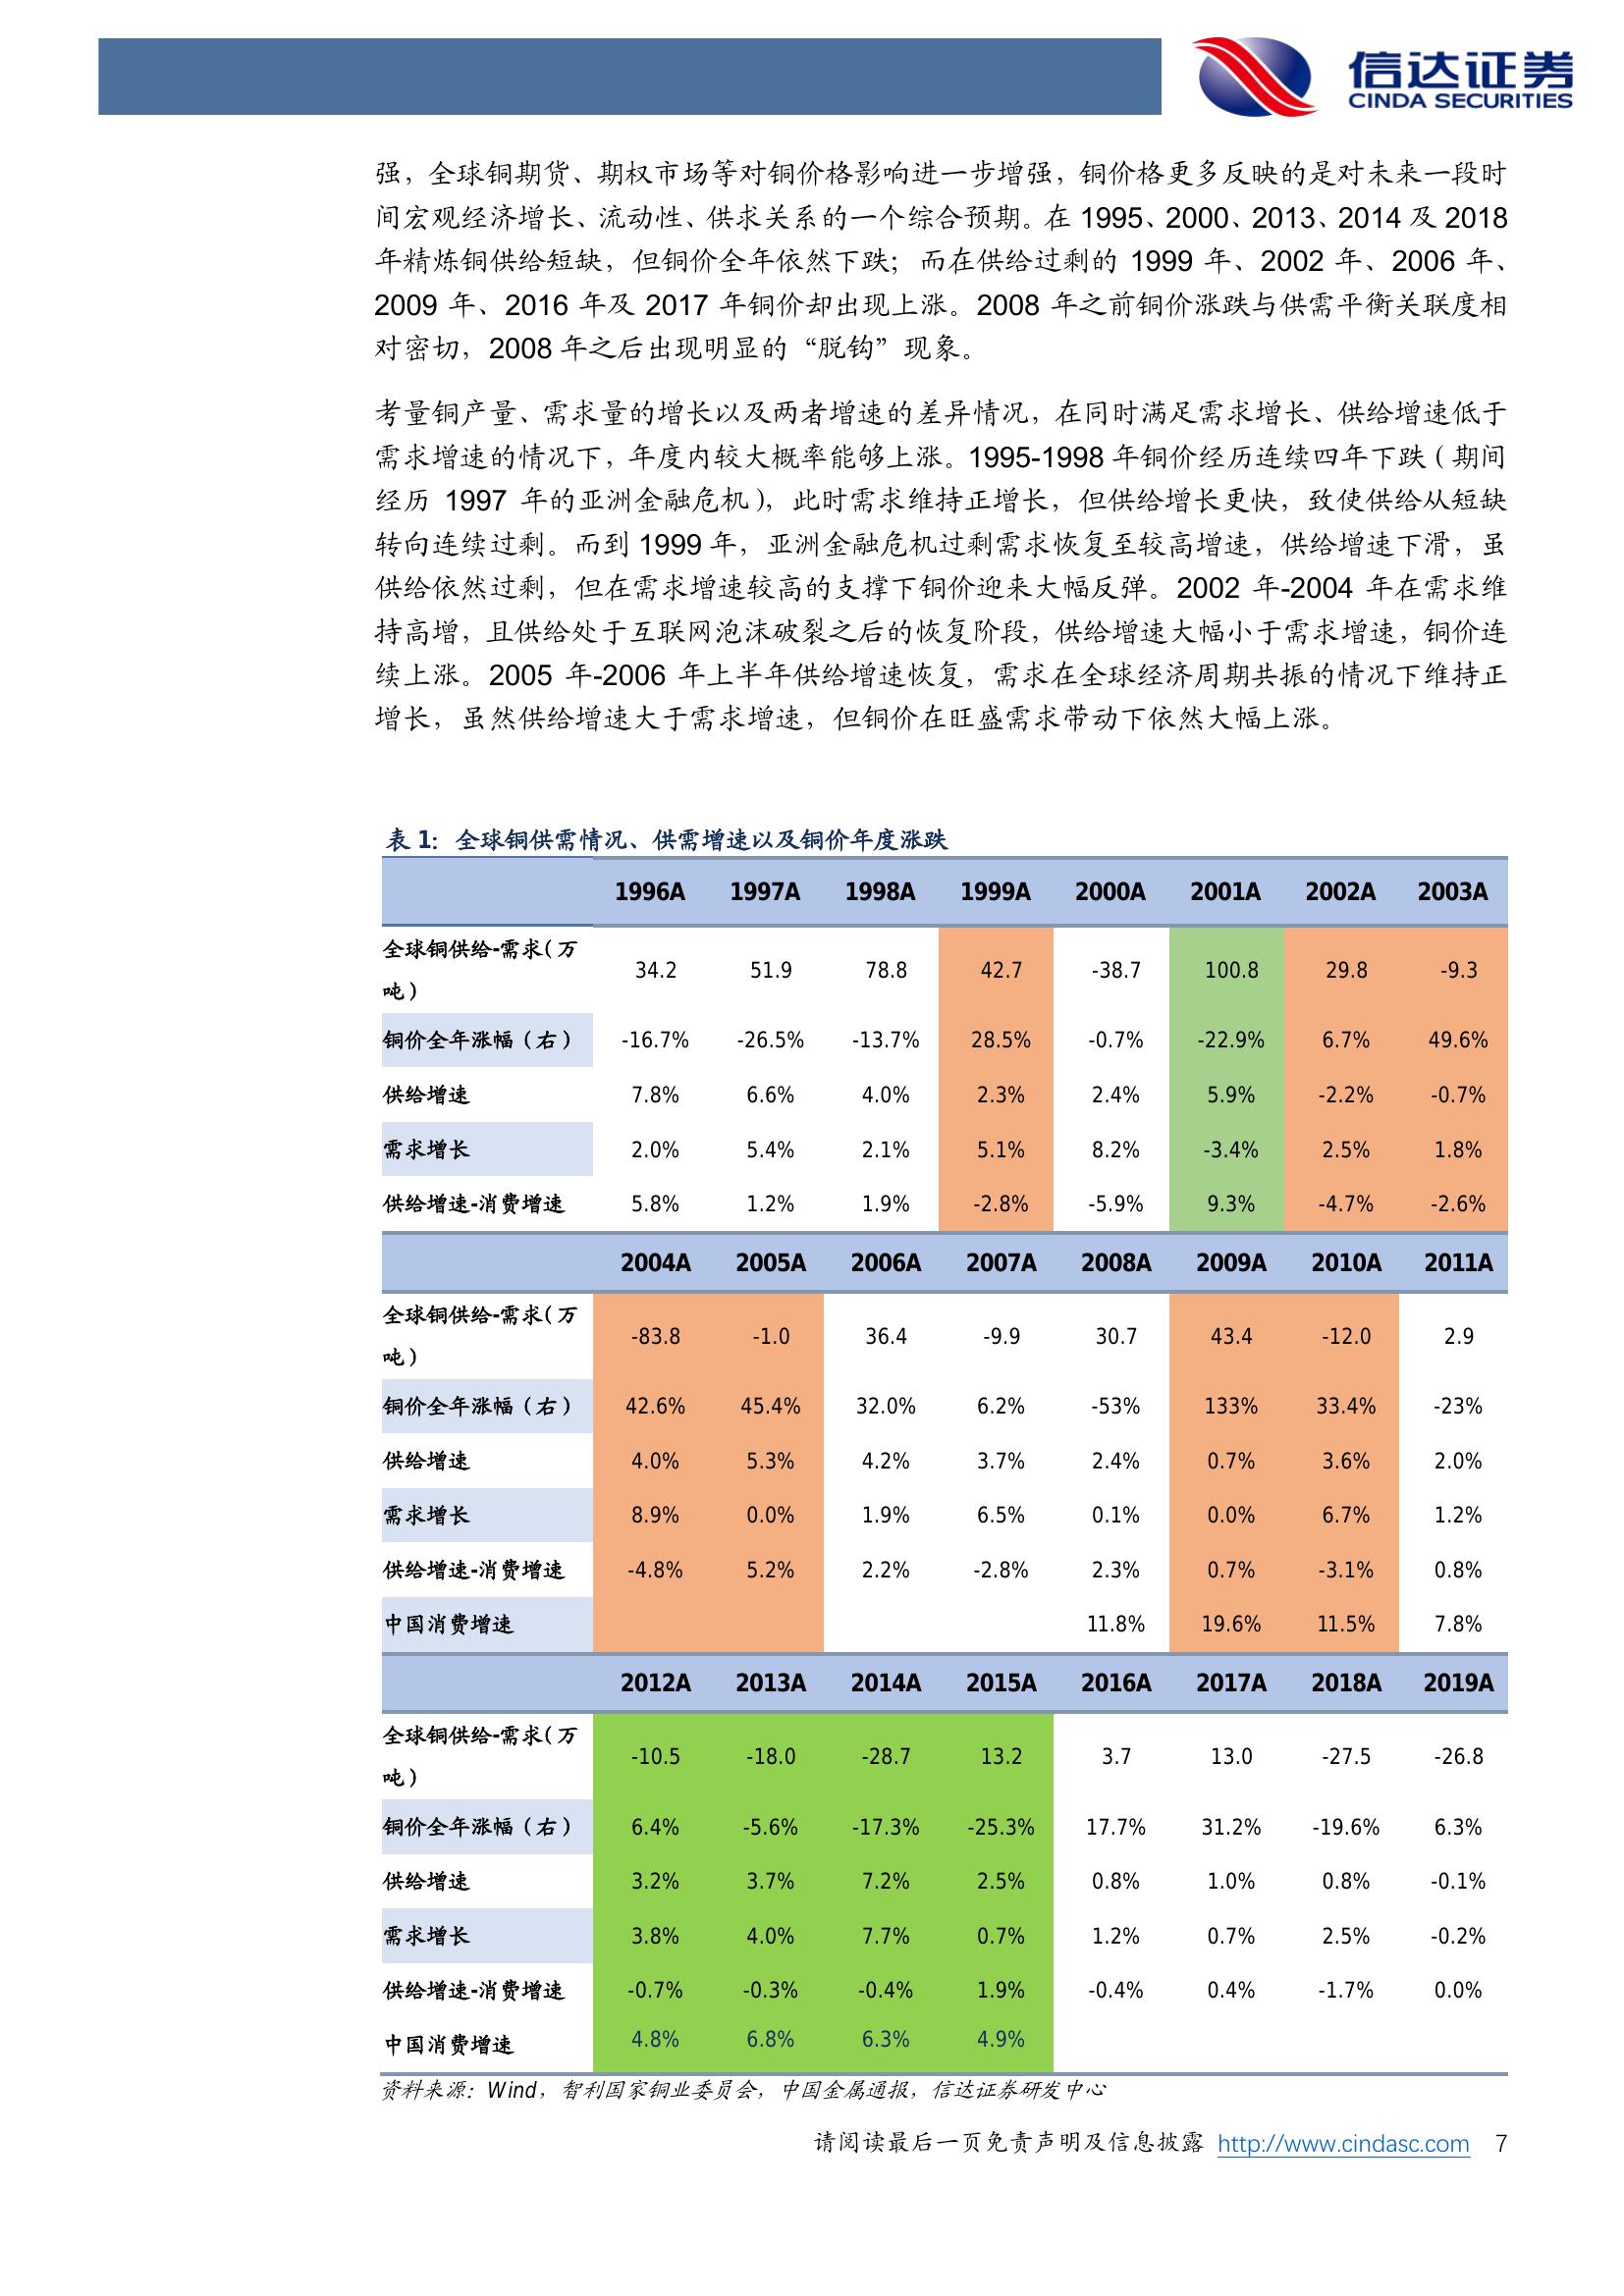 信达证券
CINDA SECURITIES
强，全球铜期货、期权市场等对铜价格影响进一步增强，铜价格更多反映的是对未来一段时
间宏观经济增长、流动性、供求关系的一个综合预期。在 1995、2000、2013、2014 及 2018
年精炼铜供给短缺，但铜价全年依然下跌；而在供给过剩的 1999 年、2002 年、2006 年、
2009 年、2016 年及 2017 年铜价却出现上涨。2008 年之前铜价涨跌与供需平衡关联度相
对密切，2008 年之后出现明显的“脱钩”现象。
考量铜产量、需求量的增长以及两者增速的差异情况，在同时满足需求增长、供给增速低于
需求增速的情况下，年度内较大概率能够上涨。1995-1998 年铜价经历连续四年下跌（期间
经历 1997 年的亚洲金融危机），此时需求维持正增长，但供给增长更快，致使供给从短缺
转向连续过剩。而到 1999 年，亚洲金融危机过剩需求恢复至较高增速，供给增速下滑，虽
供给依然过剩，但在需求增速较高的支撑下铜价迎来大幅反弹。2002 年-2004 年在需求维
持高增，且供给处于互联网泡沫破裂之后的恢复阶段，供给增速大幅小于需求增速，铜价连
续上涨。2005 年-2006 年上半年供给增速恢复，需求在全球经济周期共振的情况下维持正
增长，虽然供给增速大于需求增速，但铜价在旺盛需求带动下依然大幅上涨。
表 1：全球铜供需情况、供需增速以及铜价年度涨跌
1996A 1997A 1998A 1999A 2000A 2001A 2002A 2003A
全球铜供给-需求（万
吨） 34.2 51.9 78.8 42.7 -38.7 100.8 29.8 -9.3
铜价全年涨幅（右） -16.7% -26.5% -13.7% 28.5% -0.7% -22.9% 6.7% 49.6%
供给增速 7.8% 6.6% 4.0% 2.3% 2.4% 5.9% -2.2% -0.7%
需求增长 2.0% 5.4% 2.1% 5.1% 8.2% -3.4% 2.5% 1.8%
供给增速-消费增速 5.8% 1.2% 1.9% -2.8% -5.9% 9.3% -4.7% -2.6%
2004A 2005A 2006A 2007A 2008A 2009A 2010A 2011A
全球铜供给-需求（万
吨） -83.8 -1.0 36.4 -9.9 30.7 43.4 -12.0 2.9
铜价全年涨幅（右） 42.6% 45.4% 32.0% 6.2% -53% 133% 33.4% -23%
供给增速 4.0% 5.3% 4.2% 3.7% 2.4% 0.7% 3.6% 2.0%
需求增长 8.9% 0.0% 1.9% 6.5% 0.1% 0.0% 6.7% 1.2%
供给增速-消费增速 -4.8% 5.2% 2.2% -2.8% 2.3% 0.7% -3.1% 0.8%
中国消费增速 11.8% 19.6% 11.5% 7.8%
2012A 2013A 2014A 2015A 2016A 2017A 2018A 2019A
全球铜供给-需求（万
吨） -10.5 -18.0 -28.7 13.2 3.7 13.0 -27.5 -26.8
铜价全年涨幅（右） 6.4% -5.6% -17.3% -25.3% 17.7% 31.2% -19.6% 6.3%
供给增速 3.2% 3.7% 7.2% 2.5% 0.8% 1.0% 0.8% -0.1%
需求增长 3.8% 4.0% 7.7% 0.7% 1.2% 0.7% 2.5% -0.2%
供给增速-消费增速 -0.7% -0.3% -0.4% 1.9% -0.4% 0.4% -1.7% 0.0%
中国消费增速 4.8% 6.8% 6.3% 4.9%
资料来源：Wind，智利国家铜业委员会，中国金属通报，信达证券研发中心
请阅读最后一页免责声明及信息披露 http://www.cindasc.com 7